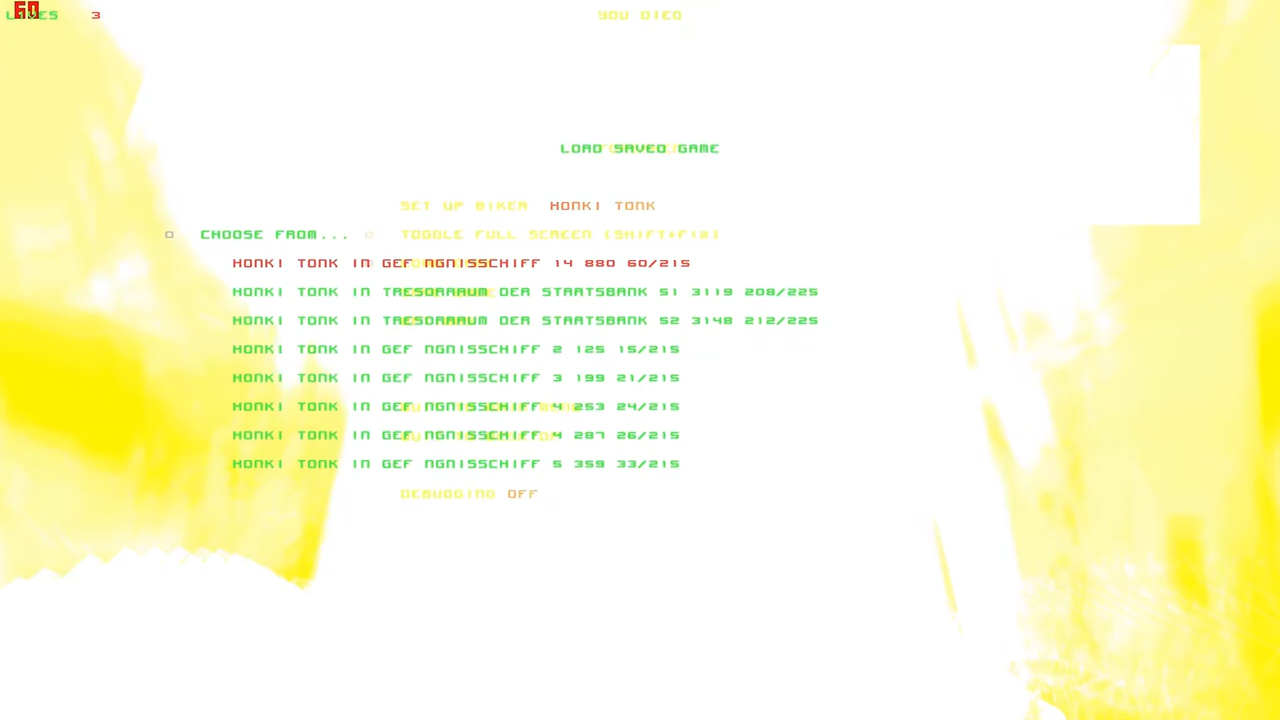 60
LIVES 3
YOU DIED
LOAD SAVED GAME
SET UP BIKER HONKI TONK
CHOOSE FROM...
TOGGLE FULL SCREEN (SHIFT+F12)
HONKI TONK IN GEF NGNISSCHIFF 14 880 60/215
HONKI TONK IN TRESORRAUM DER STAATSBANK 51 3119 208/225
HONKI TONK IN TRESORRAUM DER STAATSBANK 52 3148 212/225
HONKI TONK IN GEF NGNISSCHIFF 2 125 15/215
HONKI TONK IN GEF NGNISSCHIFF 3 199 21/215
HONKI TONK IN GEF NGNISSCHIFF 4 253 24/215
HONKI TONK IN GEF NGNISSCHIFF 4 287 26/215
HONKI TONK IN GEF NGNISSCHIFF 5 359 33/215
DEBUGGING OFF